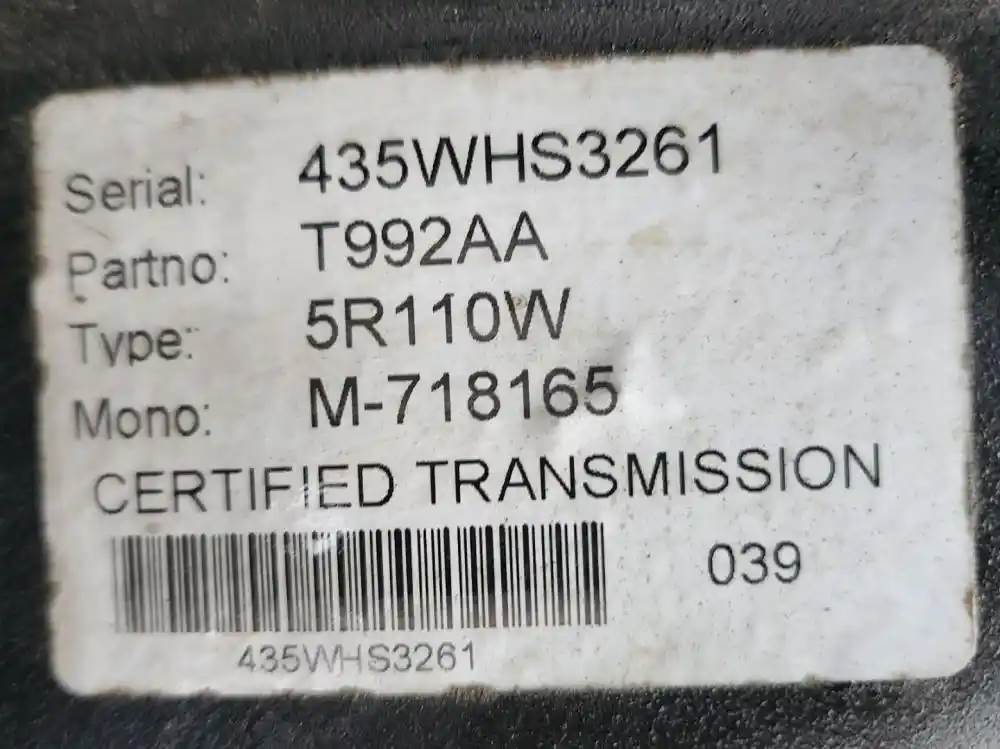 Serial: 435WHS3261
Partno: T992AA
Type: 5R110W
Mono: M-718165
CERTIFIED TRANSMISSION
039
435WHS3261